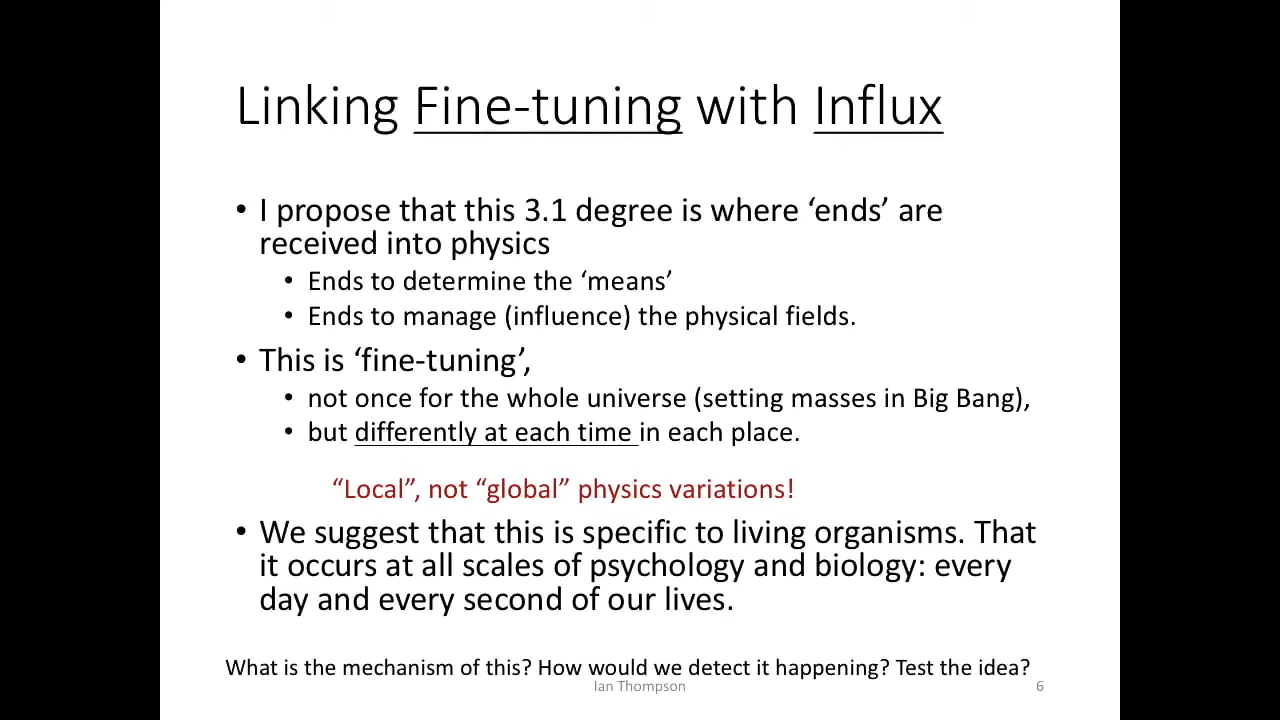 Linking Fine-tuning with Influx
• I propose that this 3.1 degree is where ‘ends’ are
received into physics
• Ends to determine the ‘means’
• Ends to manage (influence) the physical fields.
• This is ‘fine-tuning’,
• not once for the whole universe (setting masses in Big Bang),
• but differently at each time in each place.
“Local”, not “global” physics variations!
• We suggest that this is specific to living organisms. That
it occurs at all scales of psychology and biology: every
day and every second of our lives.
What is the mechanism of this? How would we detect it happening? Test the idea?
Ian Thompson
6